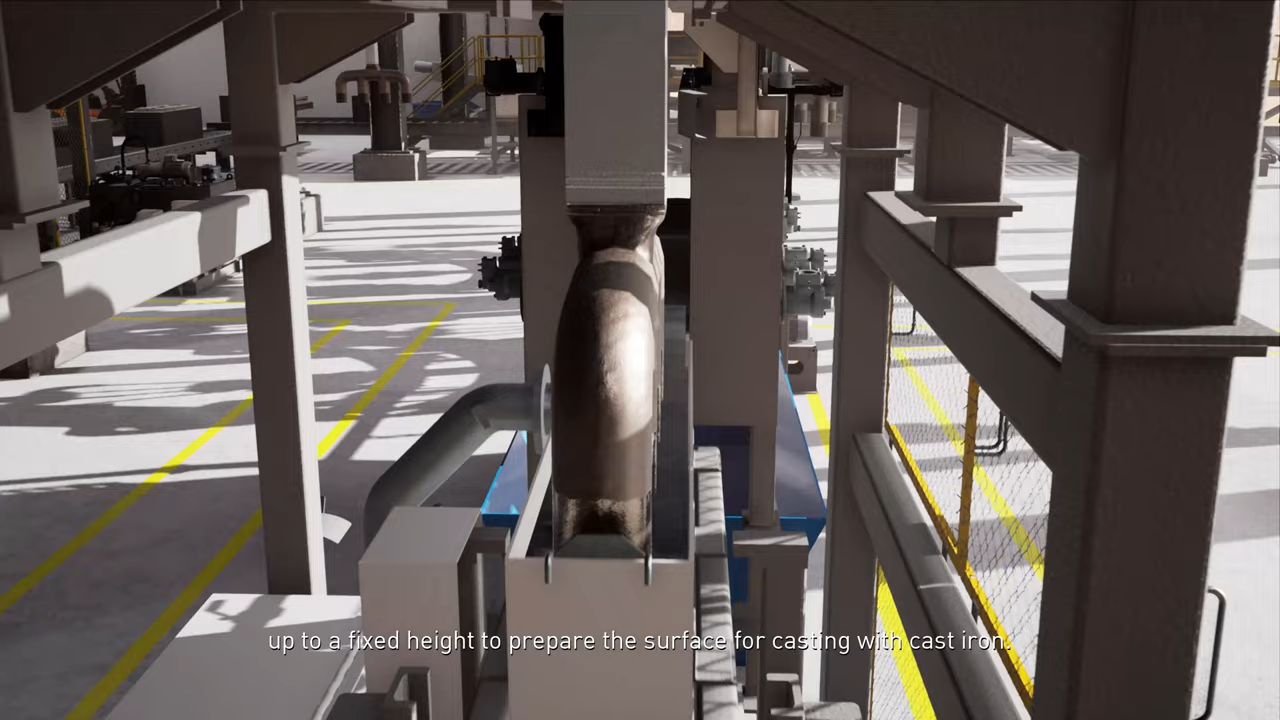 up to a fixed height to prepare the surface for casting with cast iron.